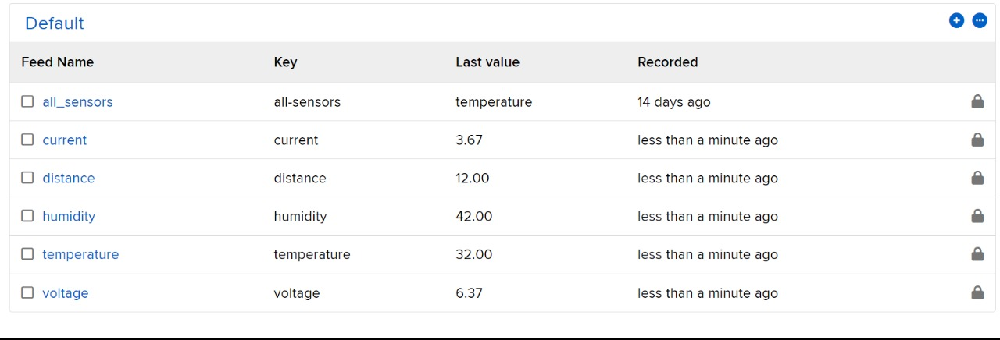 Default
Feed Name Key Last value Recorded
all_sensors all-sensors temperature 14 days ago
current current 3.67 less than a minute ago
distance distance 12.00 less than a minute ago
humidity humidity 42.00 less than a minute ago
temperature temperature 32.00 less than a minute ago
voltage voltage 6.37 less than a minute ago